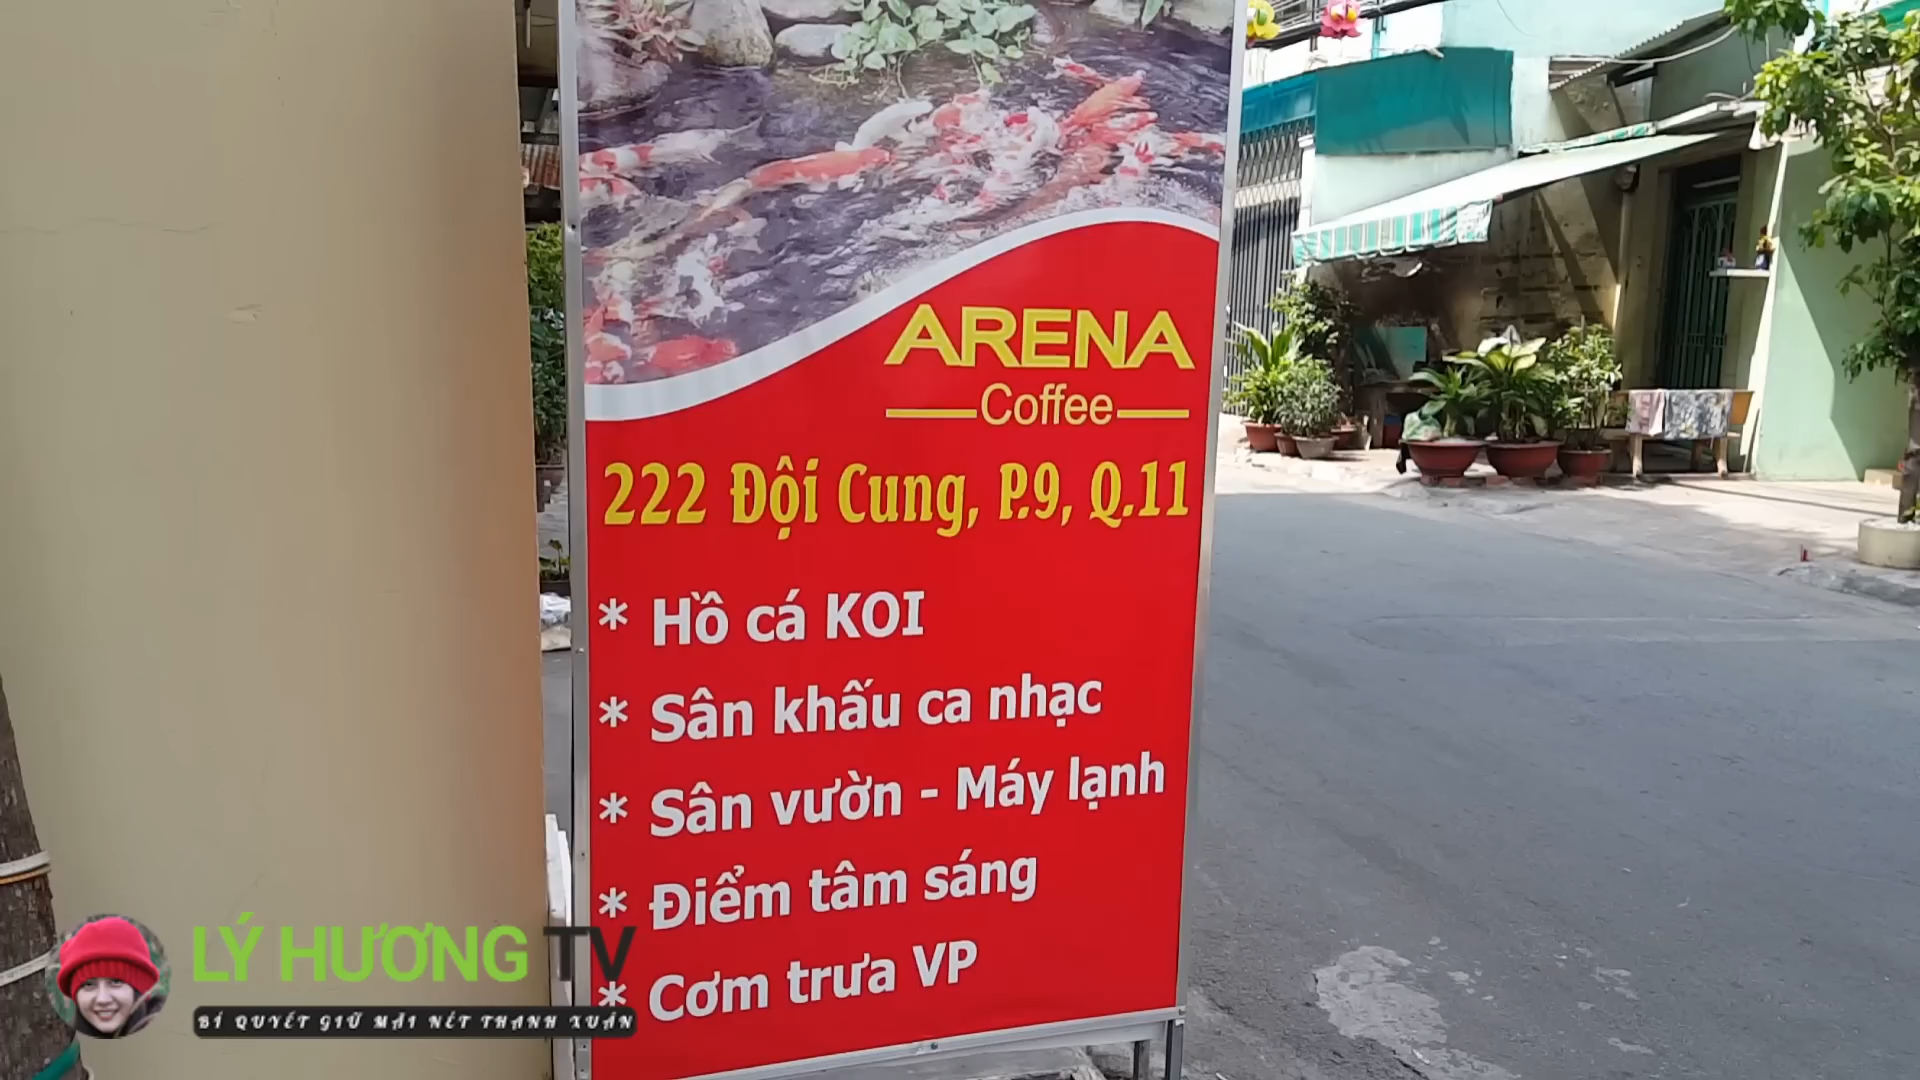 ARENA
Coffee
222 Đội Cung, P.9, Q.11
* Hồ cá KOI
* Sân khấu ca nhạc
* Sân vườn - Máy lạnh
* Điểm tâm sáng
* Cơm trưa VP
LÝ HƯƠNG TV
BÍ QUYẾT GIỮ MÃI NÉT THANH XUÂN